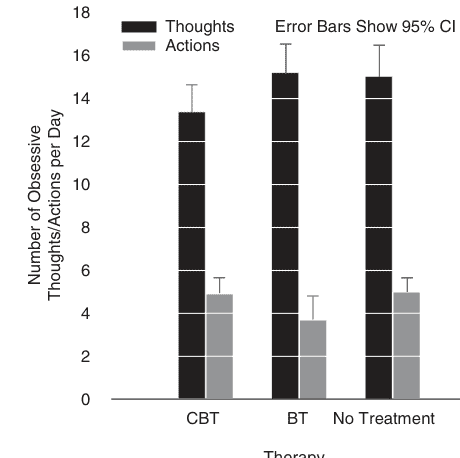 18
Thoughts
Error Bars Show 95% CI
Actions
16
14
12
10
8
6
4
2
0
Number of Obsessive
Thoughts/Actions per Day
CBT
BT
No Treatment
Therapy